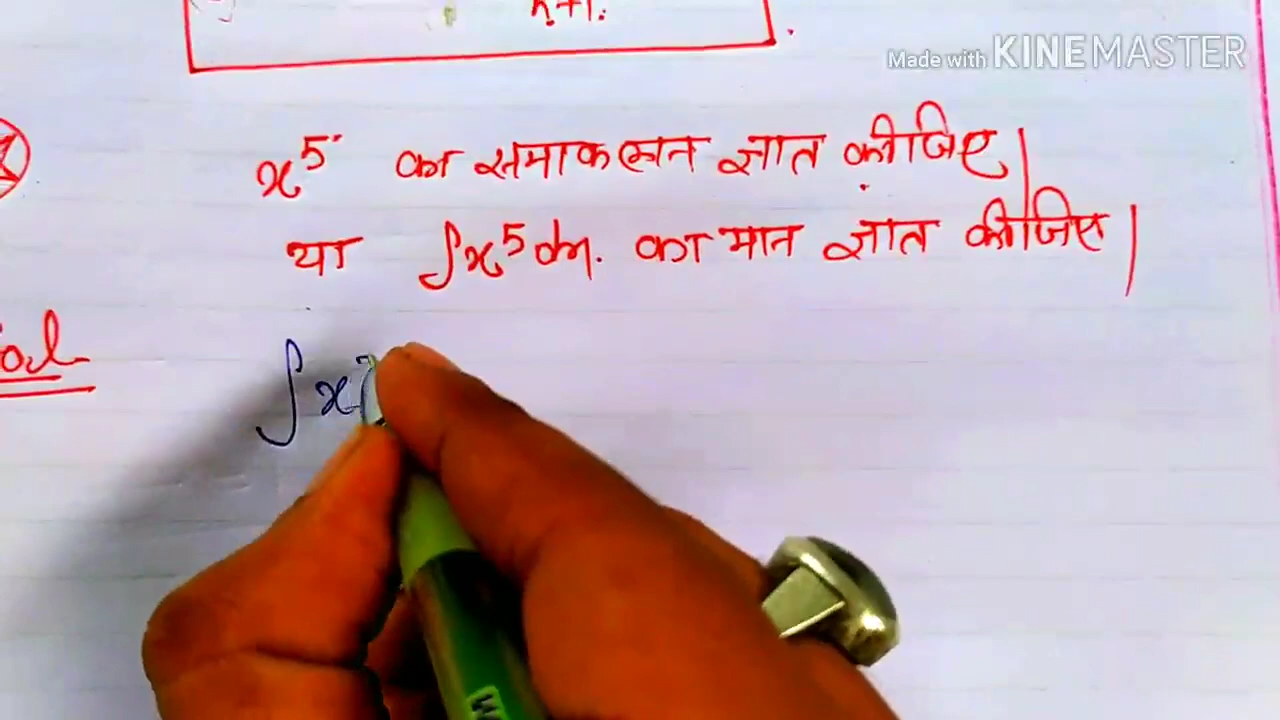 n+1.
Made with KINEMASTER
x⁵ का समाकलन ज्ञात कीजिए|
या ∫x⁵dx. का मान ज्ञात कीजिए|
Sol
∫x